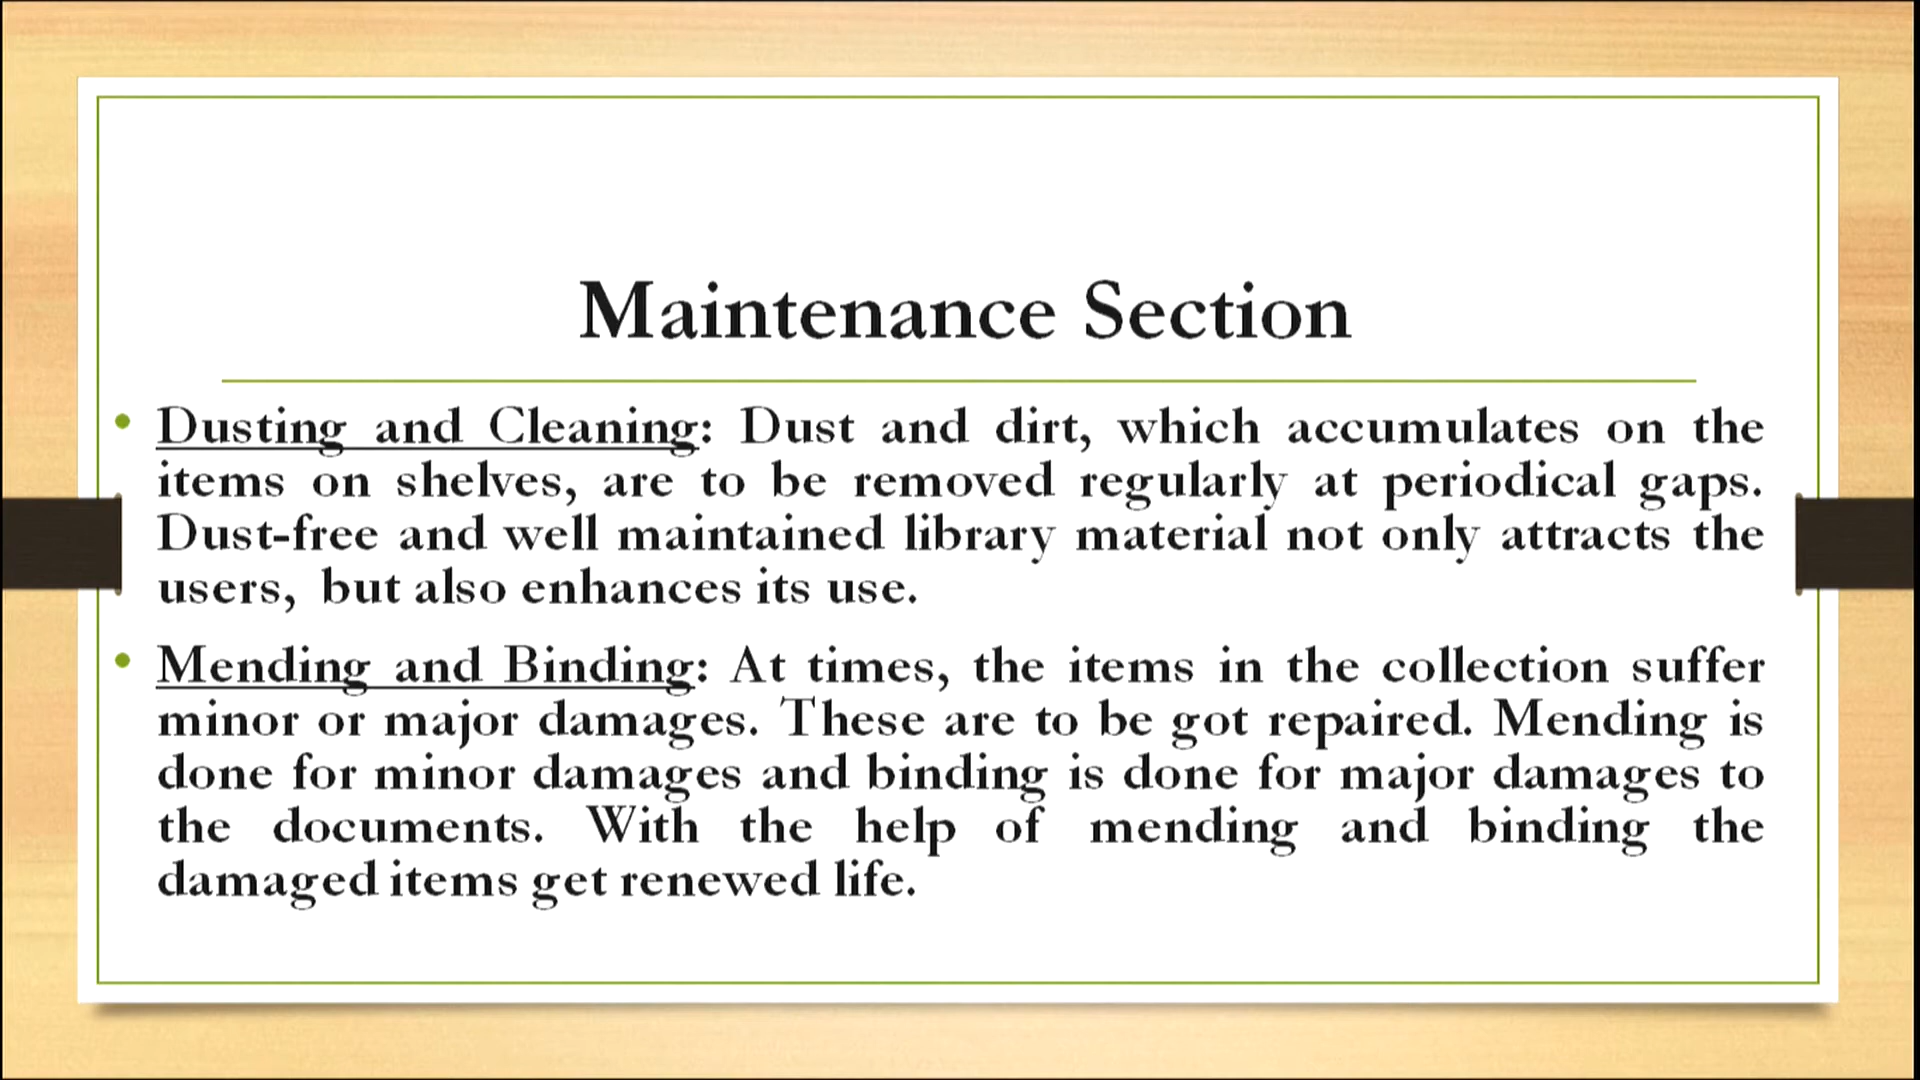 Maintenance Section
• Dusting and Cleaning: Dust and dirt, which accumulates on the
items on shelves, are to be removed regularly at periodical gaps.
Dust-free and well maintained library material not only attracts the
users, but also enhances its use.
• Mending and Binding: At times, the items in the collection suffer
minor or major damages. These are to be got repaired. Mending is
done for minor damages and binding is done for major damages to
the documents. With the help of mending and binding the
damaged items get renewed life.